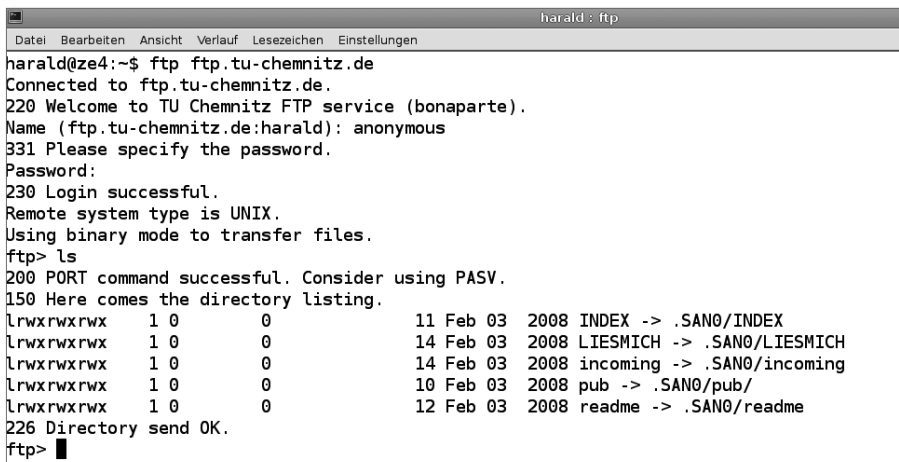 harald : ftp
Datei Bearbeiten Ansicht Verlauf Lesezeichen Einstellungen
harald@ze4:~$ ftp ftp.tu-chemnitz.de
Connected to ftp.tu-chemnitz.de.
220 Welcome to TU Chemnitz FTP service (bonaparte).
Name (ftp.tu-chemnitz.de:harald): anonymous
331 Please specify the password.
Password:
230 Login successful.
Remote system type is UNIX.
Using binary mode to transfer files.
ftp> ls
200 PORT command successful. Consider using PASV.
150 Here comes the directory listing.
lrwxrwxrwx    1 0        0              11 Feb 03  2008 INDEX -> .SAN0/INDEX
lrwxrwxrwx    1 0        0              14 Feb 03  2008 LIESMICH -> .SAN0/LIESMICH
lrwxrwxrwx    1 0        0              14 Feb 03  2008 incoming -> .SAN0/incoming
lrwxrwxrwx    1 0        0              10 Feb 03  2008 pub -> .SAN0/pub/
lrwxrwxrwx    1 0        0              12 Feb 03  2008 readme -> .SAN0/readme
226 Directory send OK.
ftp>